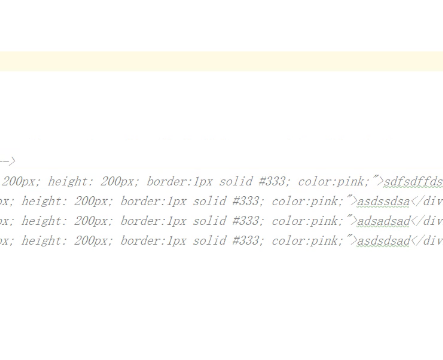 -->
200px; height: 200px; border:1px solid #333; color:pink;">sdfsdffds
px; height: 200px; border:1px solid #333; color:pink;">asdssdsa</div
px; height: 200px; border:1px solid #333; color:pink;">adsadsad</div
px; height: 200px; border:1px solid #333; color:pink;">asdsdsad</div